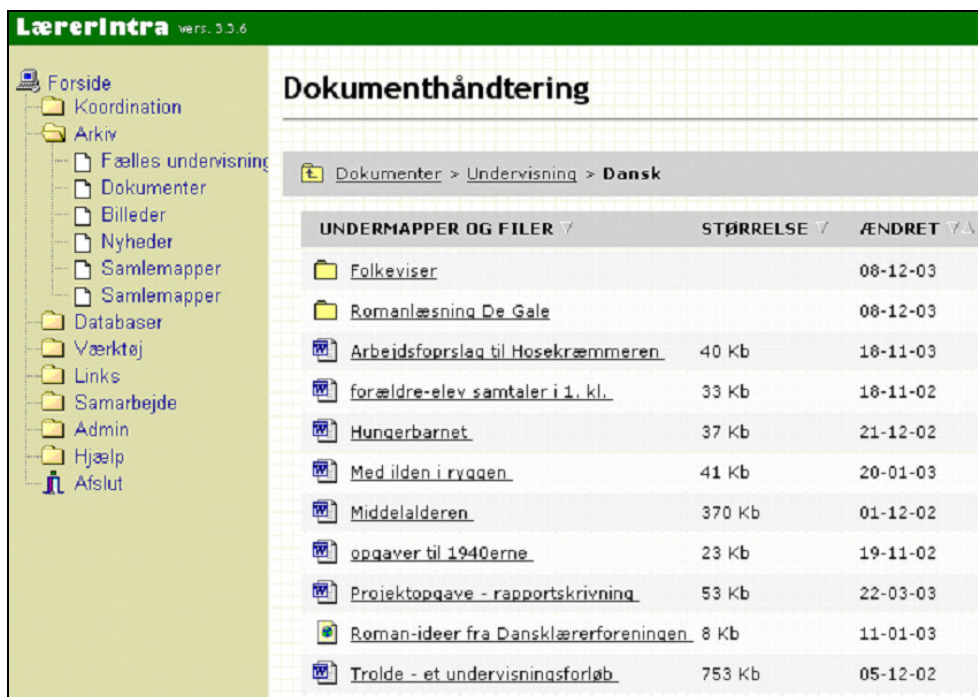 LærerIntra vers. 3.3.6
Forside
Koordination
Arkiv
Fælles undervisning
Dokumenter
Billeder
Nyheder
Samlemapper
Samlemapper
Databaser
Værktøj
Links
Samarbejde
Admin
Hjælp
Afslut
Dokumenthåndtering
Dokumenter > Undervisning > Dansk
UNDERMAPPER OG FILER STØRRELSE ÆNDRET
Folkeviser 08-12-03
Romanlæsning De Gale 08-12-03
Arbejdsfoprslag til Hosekræmmeren 40 Kb 18-11-03
forældre-elev samtaler i 1. kl. 33 Kb 18-11-02
Hungerbarnet 37 Kb 21-12-02
Med ilden i ryggen 41 Kb 20-01-03
Middelalderen 370 Kb 01-12-02
opgaver til 1940erne 23 Kb 19-11-02
Projektopgave - rapportskrivning 53 Kb 22-03-03
Roman-ideer fra Dansklærerforeningen 8 Kb 11-01-03
Trolde - et undervisningsforløb 753 Kb 05-12-02